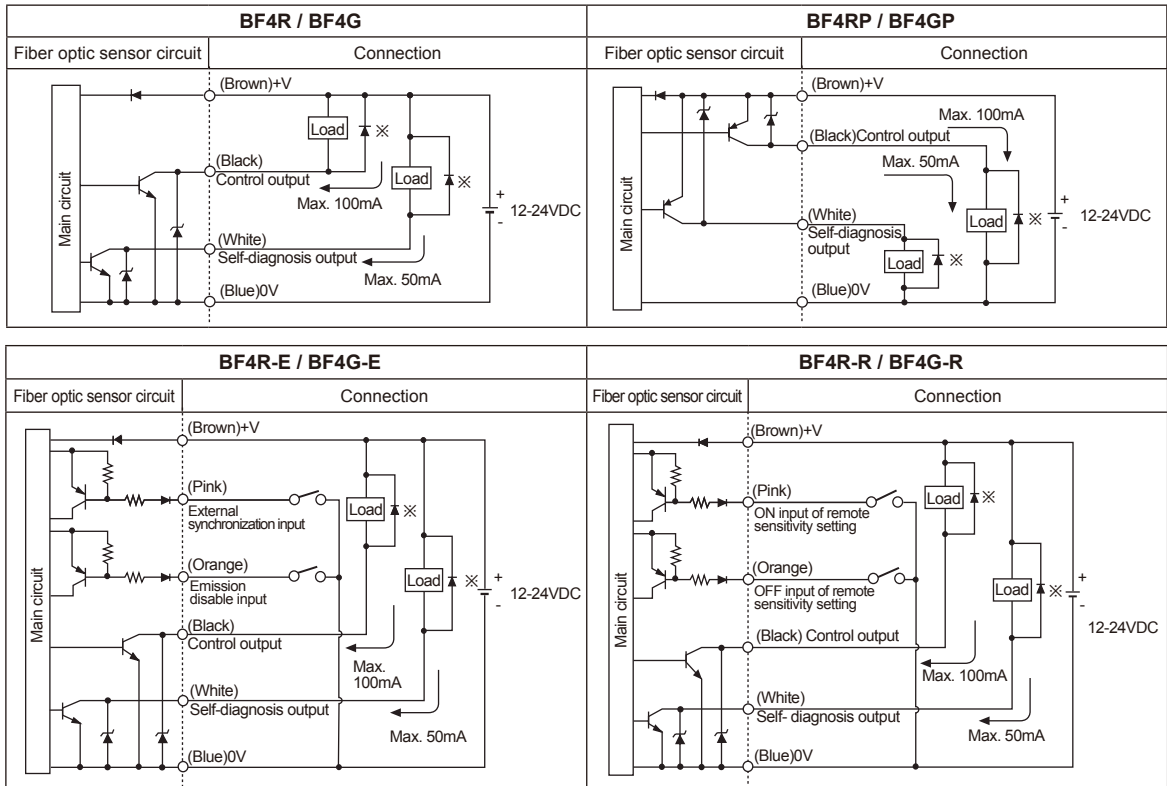 BF4R / BF4G
Fiber optic sensor circuit
Connection
Main circuit
(Brown)+V
Load
※
(Black)
Control output
Max. 100mA
Load
※
+
-
12-24VDC
(White)
Self-diagnosis output
Max. 50mA
(Blue)0V
BF4RP / BF4GP
Fiber optic sensor circuit
Connection
Main circuit
(Brown)+V
Max. 100mA
(Black)Control output
Max. 50mA
(White)
Self-diagnosis
output
Load
※
Load
※
+
-
12-24VDC
(Blue)0V
BF4R-E / BF4G-E
Fiber optic sensor circuit
Connection
Main circuit
(Brown)+V
(Pink)
External
synchronization input
Load
※
(Orange)
Emission
disable input
Load
※
+
-
12-24VDC
(Black)
Control output
Max.
100mA
(White)
Self-diagnosis output
Max. 50mA
(Blue)0V
BF4R-R / BF4G-R
Fiber optic sensor circuit
Connection
Main circuit
(Brown)+V
(Pink)
ON input of remote
sensitivity setting
Load
※
(Orange)
OFF input of remote
sensitivity setting
Load
※
+
-
12-24VDC
(Black) Control output
Max. 100mA
(White)
Self- diagnosis output
Max. 50mA
(Blue)0V